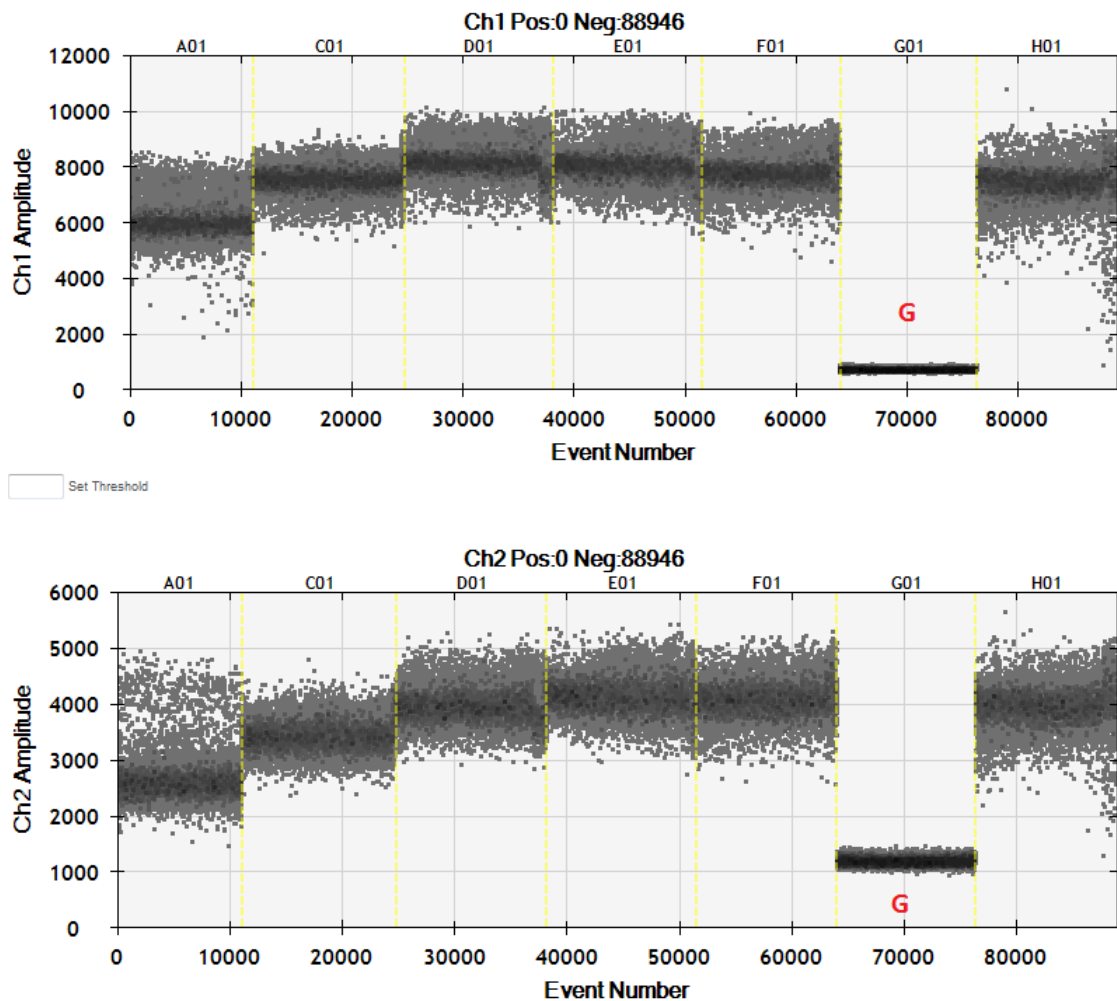 Ch1 Pos:0 Neg:88946
A01 C01 D01 E01 F01 G01 H01
12000
10000
8000
6000
4000
2000
0
Ch1 Amplitude
G
0 10000 20000 30000 40000 50000 60000 70000 80000
Event Number
Set Threshold
Ch2 Pos:0 Neg:88946
A01 C01 D01 E01 F01 G01 H01
6000
5000
4000
3000
2000
1000
0
Ch2 Amplitude
G
0 10000 20000 30000 40000 50000 60000 70000 80000
Event Number